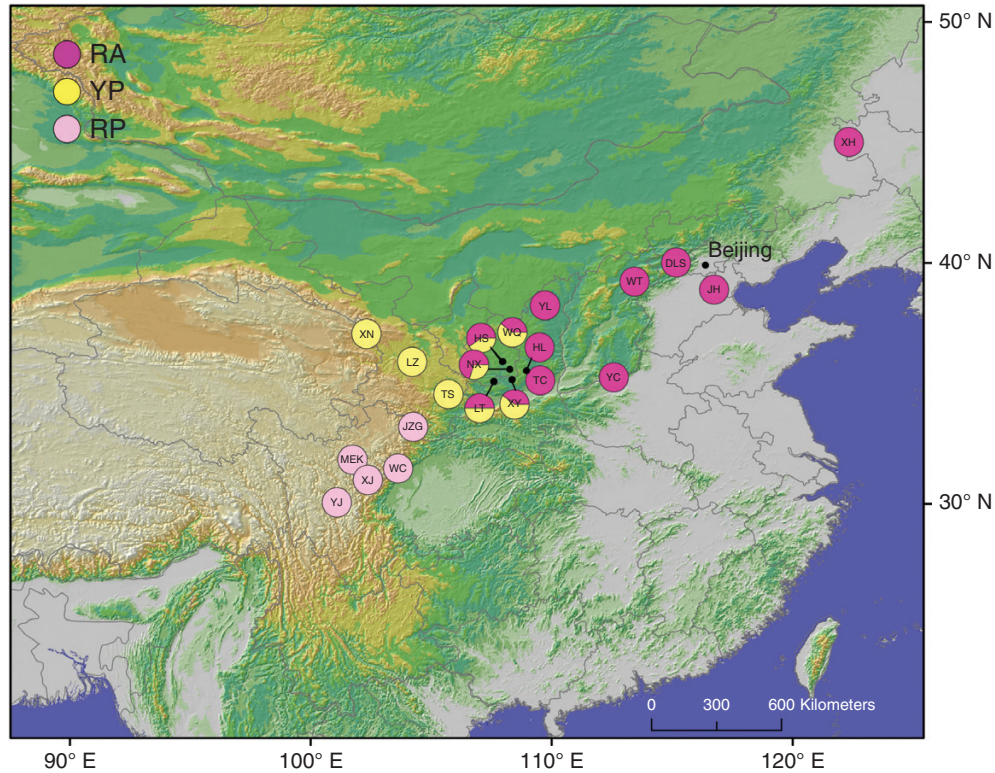 RA
YP
RP
50° N
XH
Beijing
DLS
40° N
WT
JH
YL
XN
WQ
HS
HL
LZ
NX
TC
YC
TS
LT
XY
JZG
MEK
WC
XJ
YJ
30° N
0 300 600 Kilometers
90° E 100° E 110° E 120° E